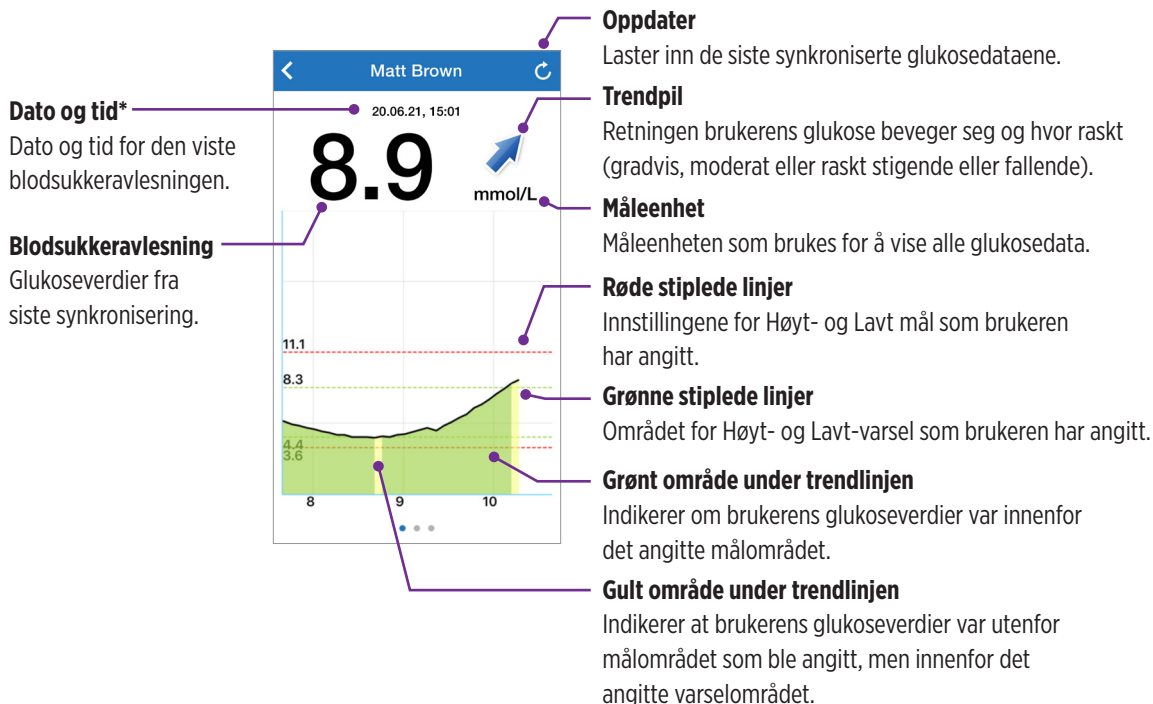 Oppdater
Laster inn de siste synkroniserte glukosedataene.
Matt Brown
Dato og tid*
Dato og tid for den viste
blodsukkeravlesningen.
20.06.21, 15:01
8.9
mmol/L
Trendpil
Retningen brukerens glukose beveger seg og hvor raskt
(gradvis, moderat eller raskt stigende eller fallende).
Måleenhet
Måleenheten som brukes for å vise alle glukosedata.
Blodsukkeravlesning
Glukoseverdier fra
siste synkronisering.
Røde stiplede linjer
Innstillingene for Høyt- og Lavt mål som brukeren
har angitt.
11.1
8.3
4.4
3.6
8 9 10
Grønne stiplede linjer
Området for Høyt- og Lavt-varsel som brukeren har angitt.
Grønt område under trendlinjen
Indikerer om brukerens glukoseverdier var innenfor
det angitte målområdet.
Gult område under trendlinjen
Indikerer at brukerens glukoseverdier var utenfor
målområdet som ble angitt, men innenfor det
angitte varselområdet.